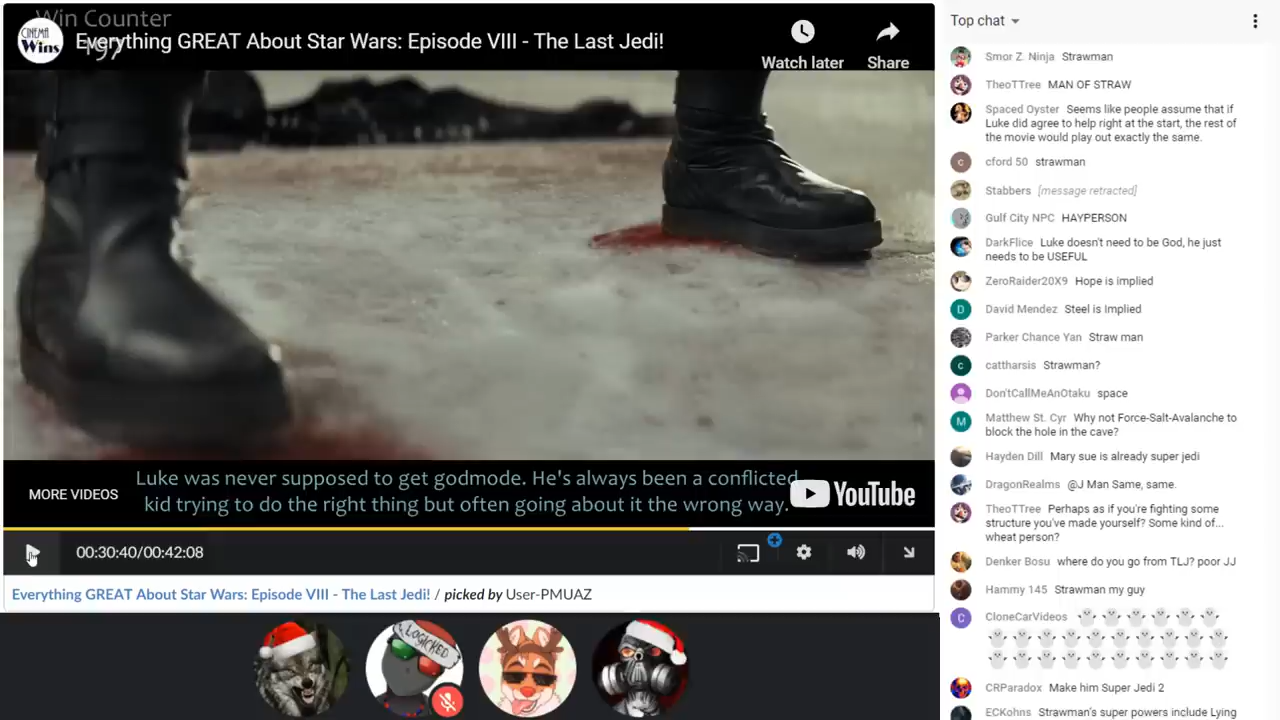 Win Counter
197
CINEMA
Wins
Everything GREAT About Star Wars: Episode VIII - The Last Jedi!
Watch later
Share
Luke was never supposed to get godmode. He's always been a conflicted
kid trying to do the right thing but often going about it the wrong way.
MORE VIDEOS
YouTube
00:30:40/00:42:08
Everything GREAT About Star Wars: Episode VIII - The Last Jedi! / picked by User-PMUAZ
LOGICKED
Top chat
Smor Z. Ninja Strawman
TheoTTree MAN OF STRAW
Spaced Oyster Seems like people assume that if
Luke did agree to help right at the start, the rest of
the movie would play out exactly the same.
c
cford 50 strawman
Stabbers [message retracted]
Gulf City NPC HAYPERSON
DarkFlice Luke doesn't need to be God, he just
needs to be USEFUL
ZeroRaider20X9 Hope is implied
D
David Mendez Steel is Implied
Parker Chance Yan Straw man
c
cattharsis Strawman?
Don'tCallMeAnOtaku space
M
Matthew St. Cyr Why not Force-Salt-Avalanche to
block the hole in the cave?
Hayden Dill Mary sue is already super jedi
DragonRealms @J Man Same, same.
TheoTTree Perhaps as if you're fighting some
structure you've made yourself? Some kind of...
wheat person?
Denker Bosu where do you go from TLJ? poor JJ
Hammy 145 Strawman my guy
C
CloneCarVideos
CRParadox Make him Super Jedi 2
ECKohns Strawman's super powers include Lying